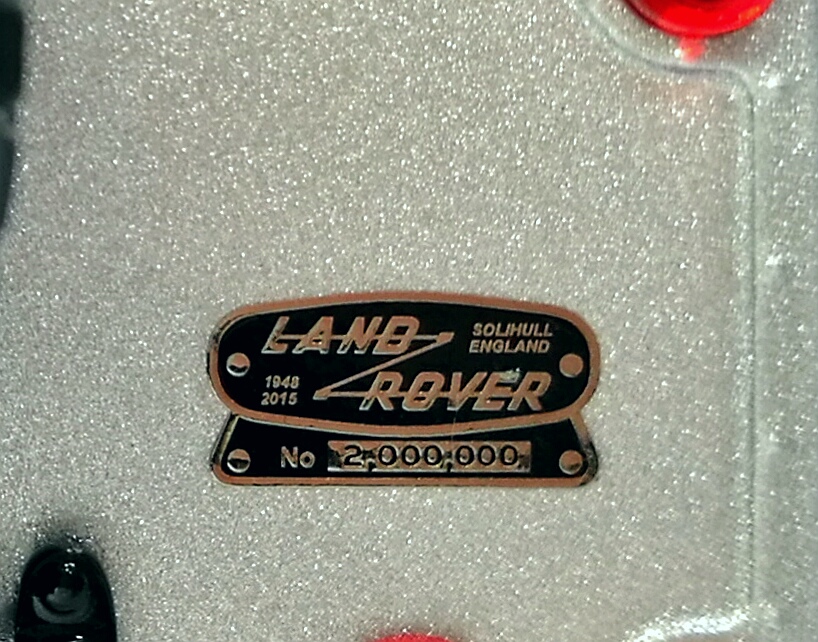 LAND
SOLIHULL
ENGLAND
1948
2015
ROVER
No 2,000,000